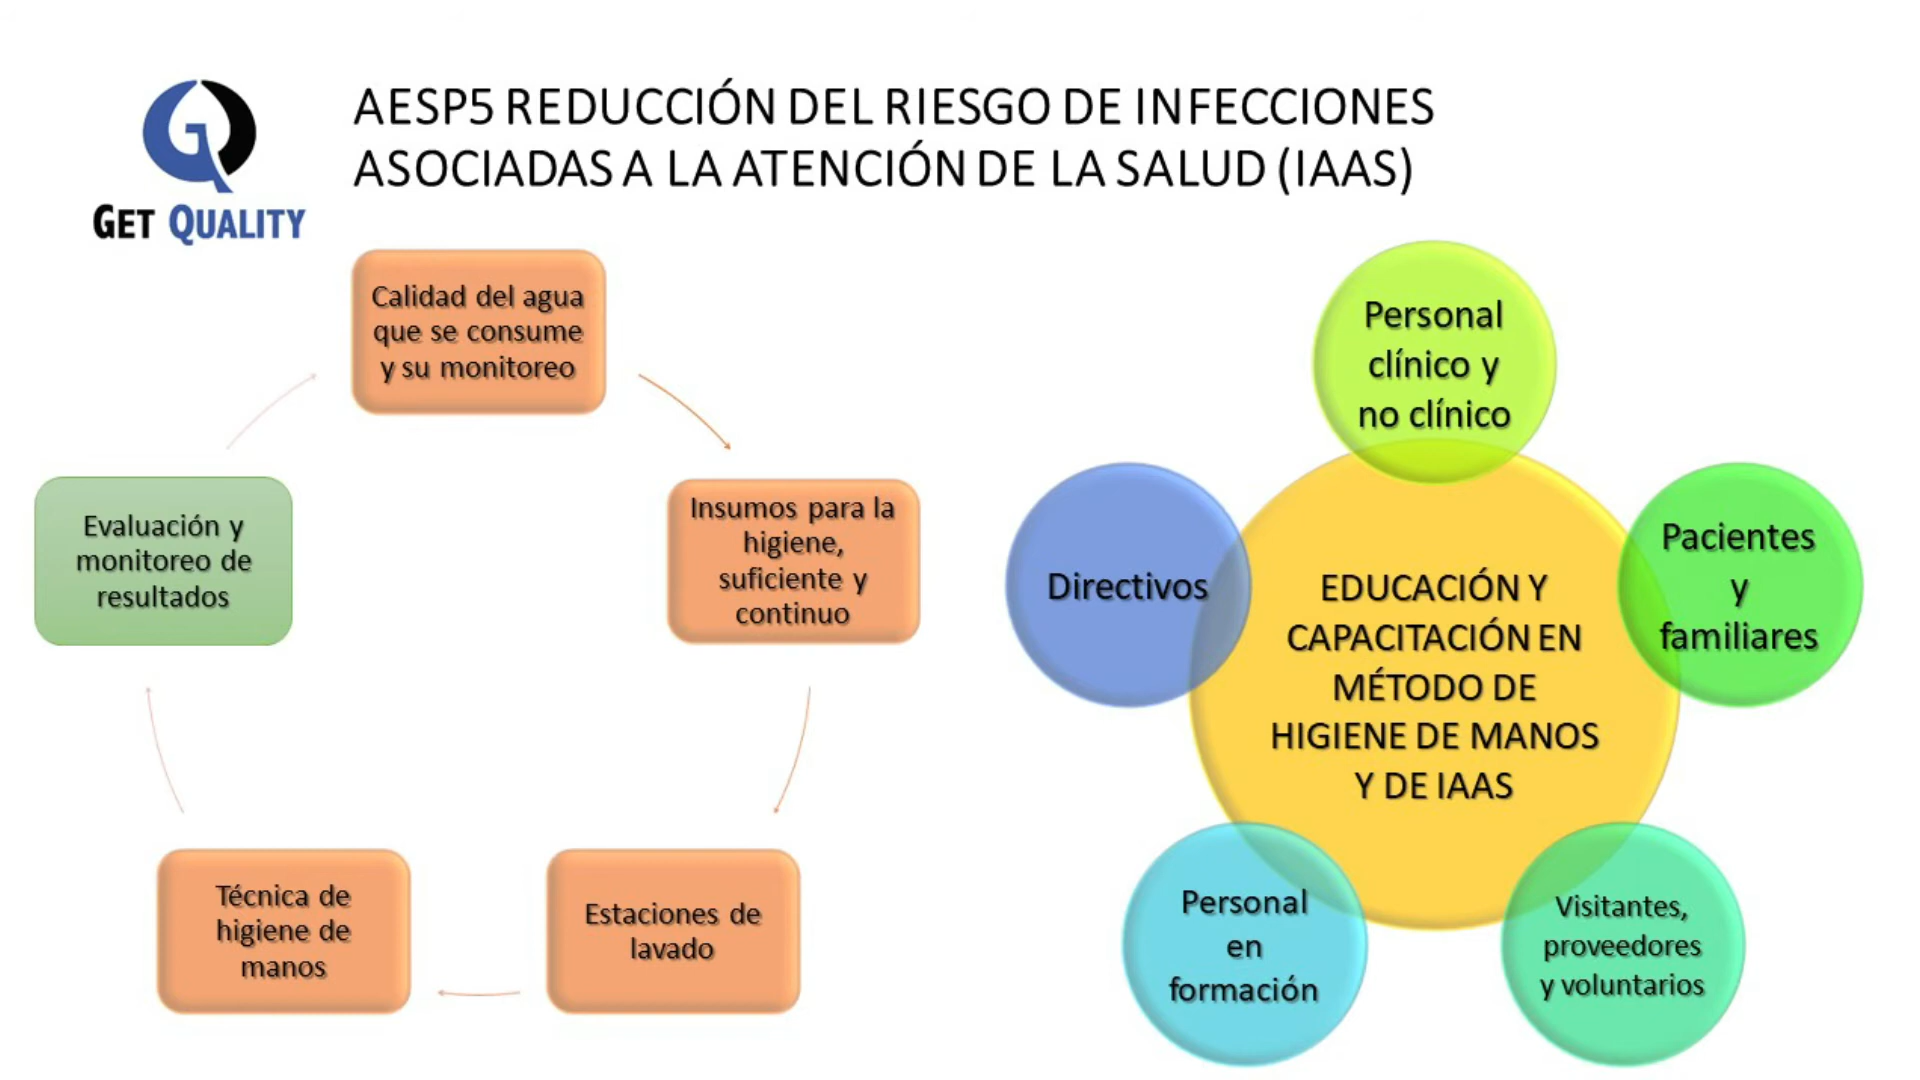 GET QUALITY
AESP5 REDUCCIÓN DEL RIESGO DE INFECCIONES
ASOCIADAS A LA ATENCIÓN DE LA SALUD (IAAS)
Calidad del agua
que se consume
y su monitoreo
Insumos para la
higiene,
suficiente y
continuo
Estaciones de
lavado
Técnica de
higiene de
manos
Evaluación y
monitoreo de
resultados
Personal
clínico y
no clínico
Pacientes
y
familiares
Visitantes,
proveedores
y voluntarios
Personal
en
formación
Directivos
EDUCACIÓN Y
CAPACITACIÓN EN
MÉTODO DE
HIGIENE DE MANOS
Y DE IAAS